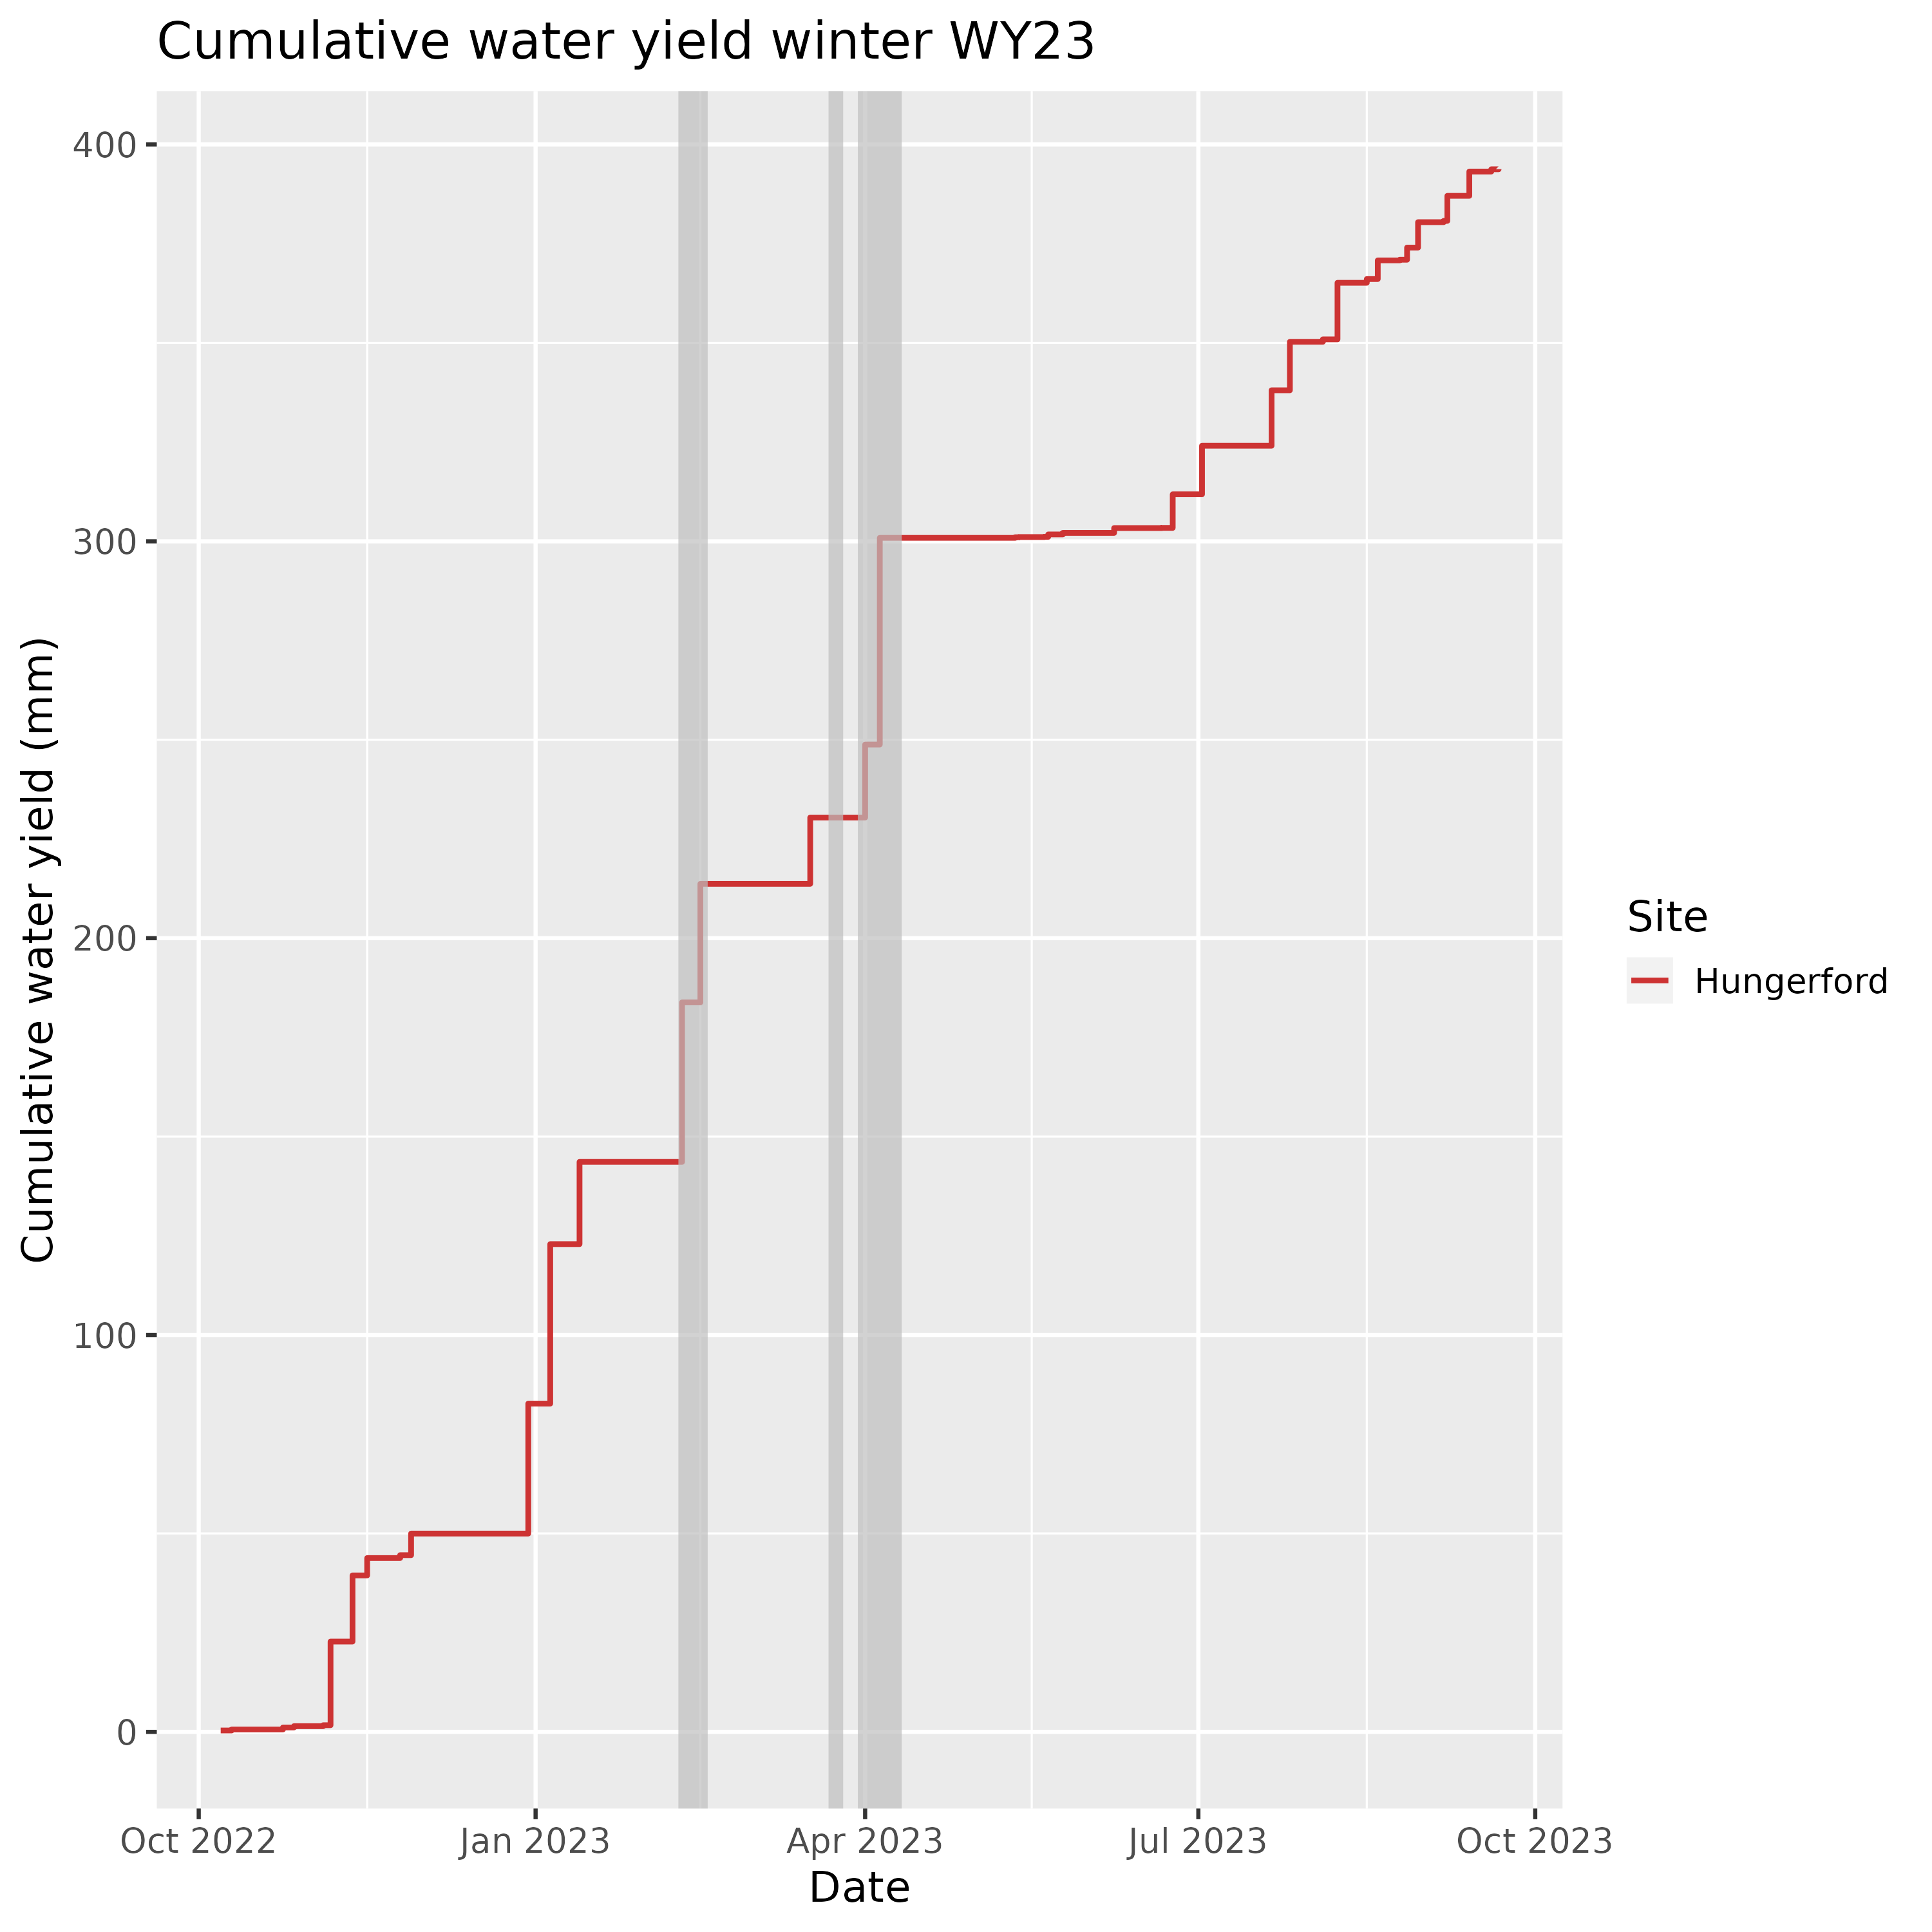 Cumulative water yield winter WY23
Cumulative water yield (mm)
400
300
200
100
0
Oct 2022
Jan 2023
Apr 2023
Jul 2023
Oct 2023
Date
Site
Hungerford